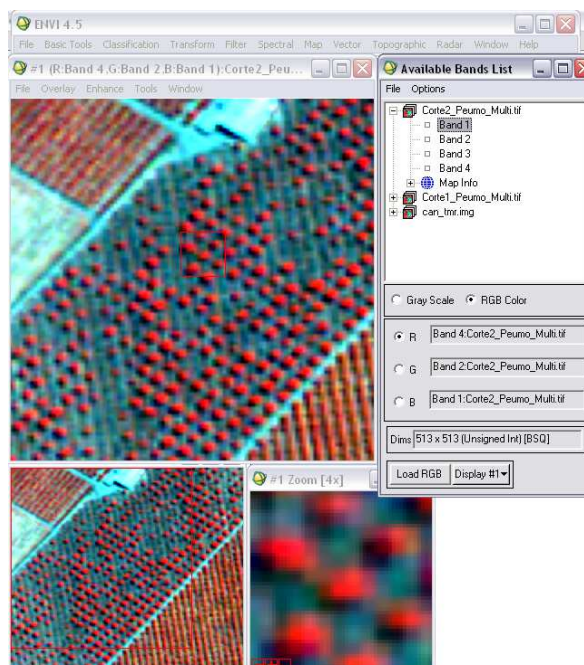 ENVI 4.5
File Basic Tools Classification Transform Filter Spectral Map Vector Topographic Radar Window Help
#1 (R:Band 4,G:Band 2,B:Band 1):Corte2_Peu...
File Overlay Enhance Tools Window
Available Bands List
File Options
Corte2_Peumo_Multi.tif
Band 1
Band 2
Band 3
Band 4
Map Info
Corte1_Peumo_Multi.tif
can_tmr.img
Gray Scale RGB Color
R Band 4:Corte2_Peumo_Multi.tif
G Band 2:Corte2_Peumo_Multi.tif
B Band 1:Corte2_Peumo_Multi.tif
Dims 513 x 513 (Unsigned Int) [BSQ]
Load RGB Display #1
#1 Zoom [4x]